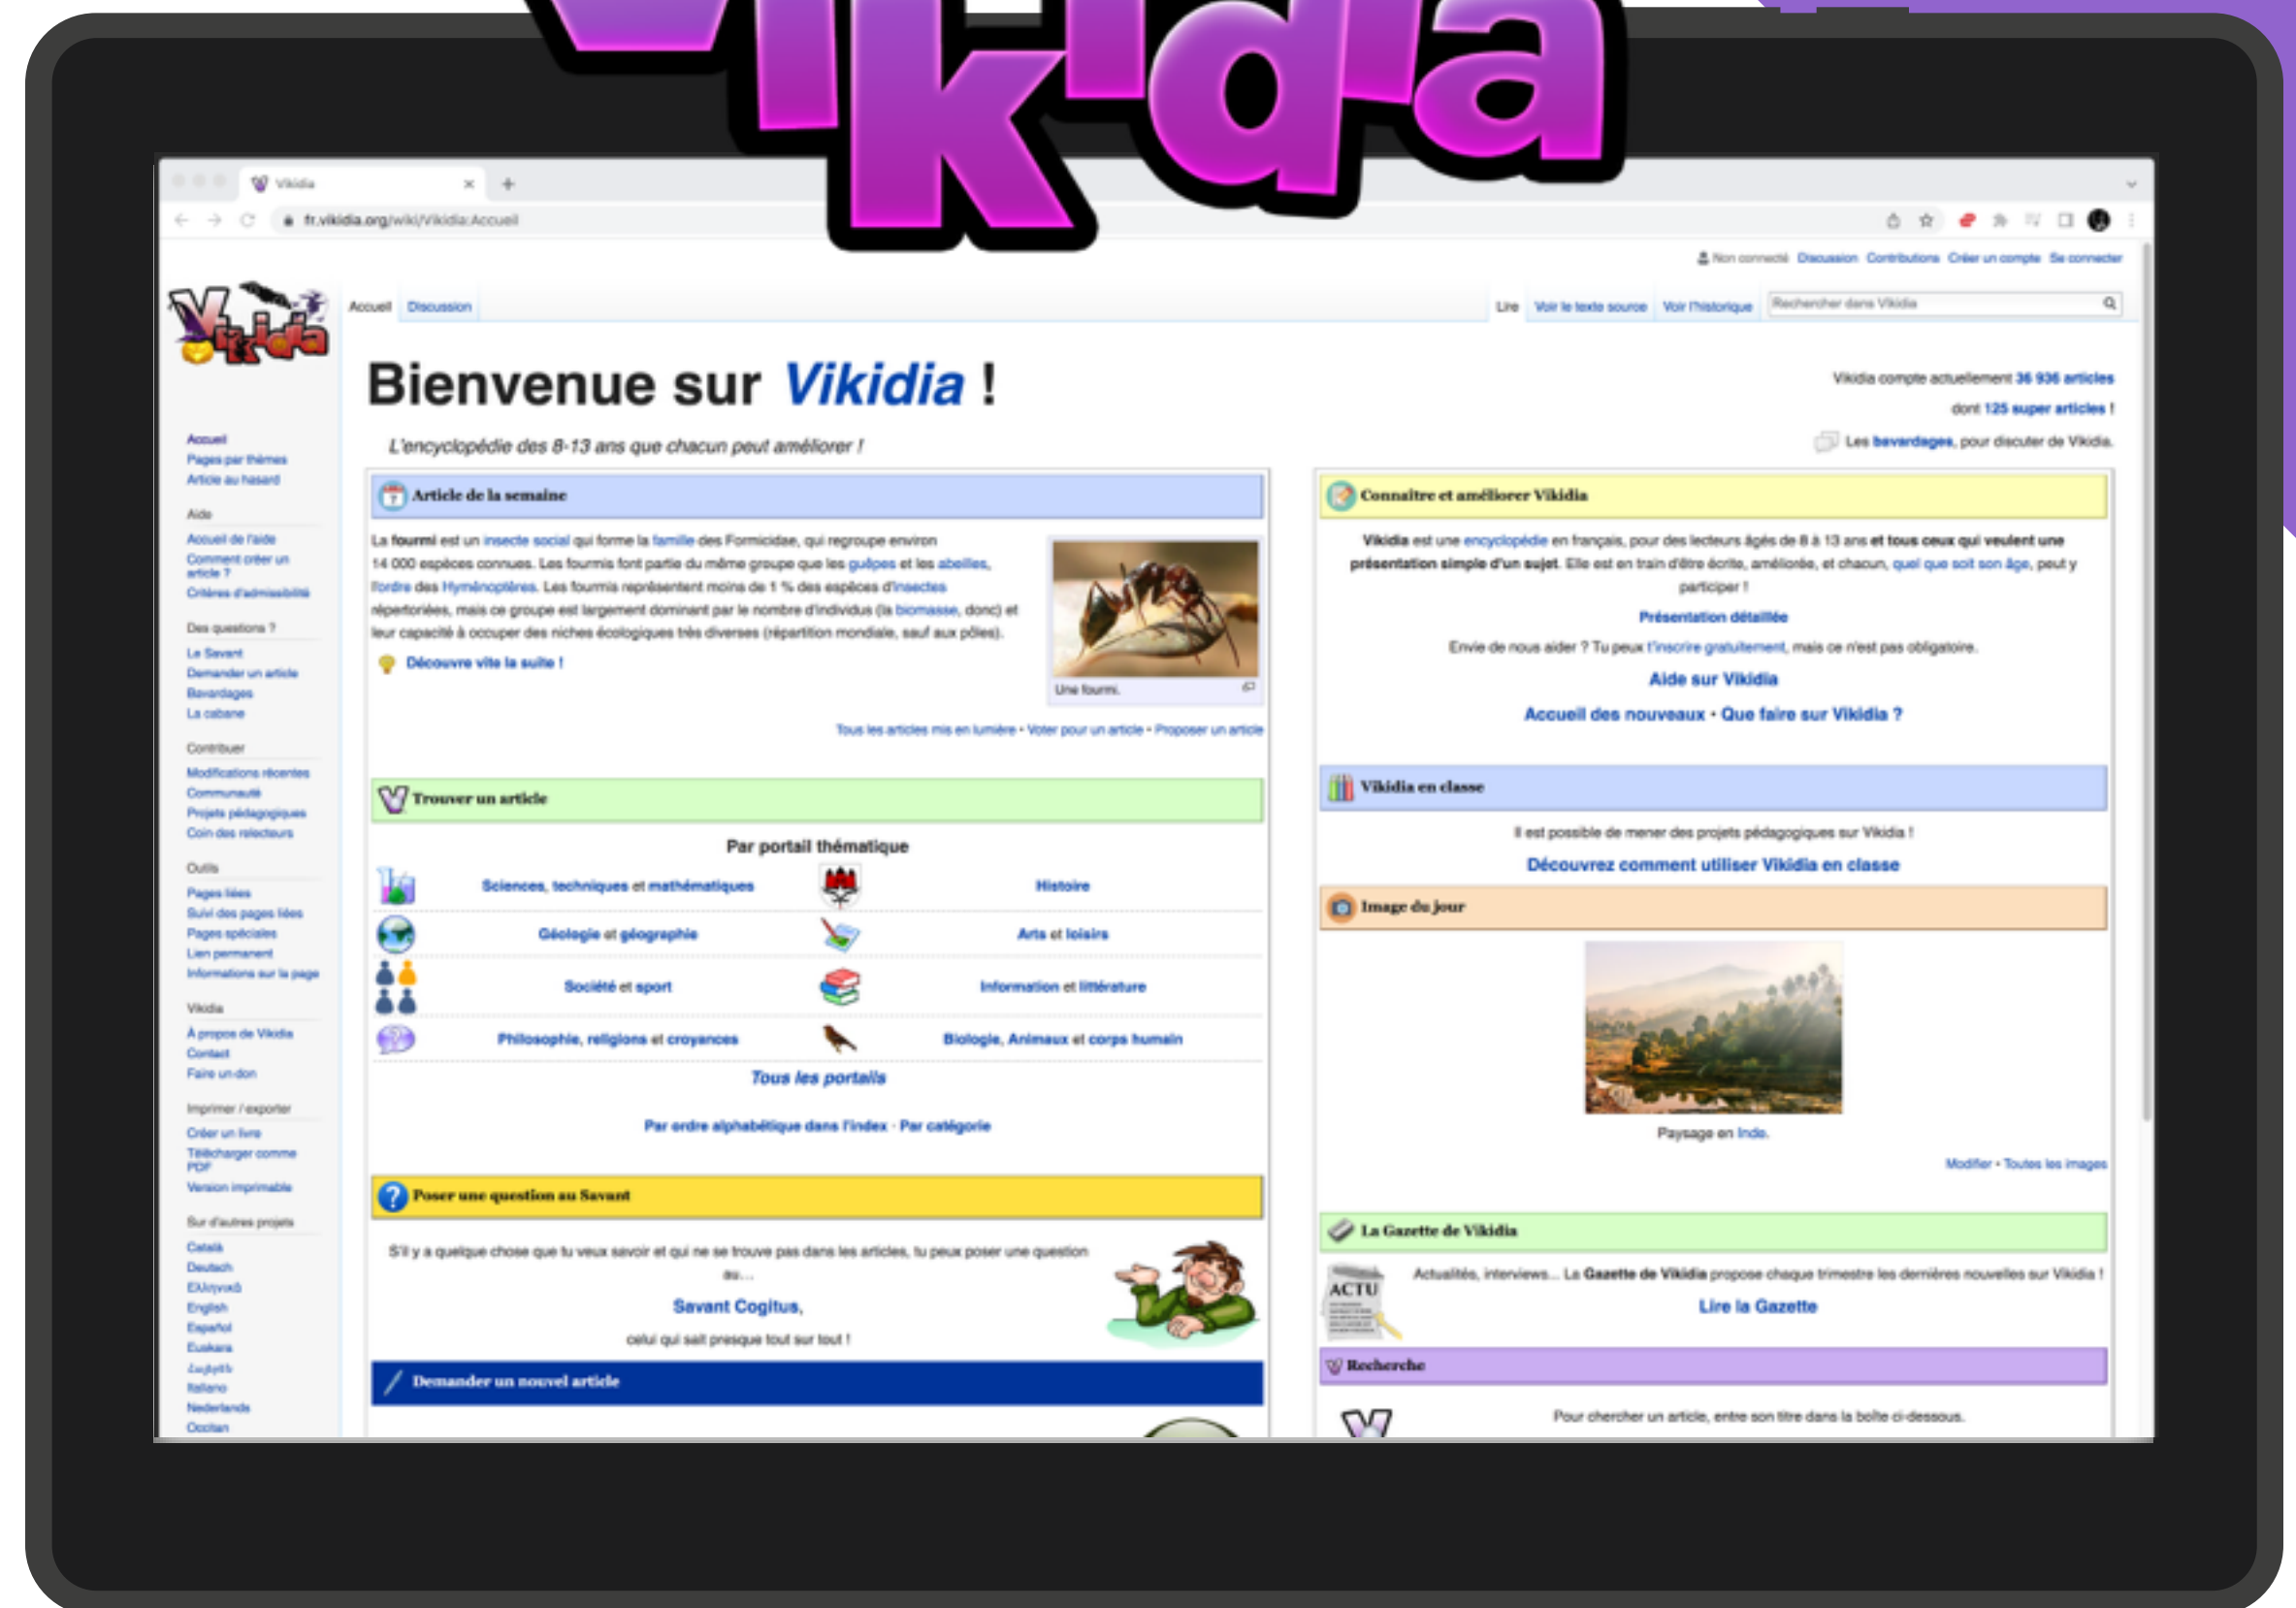 Vikidia
Vikidia
fr.vikidia.org/wiki/Vikidia:Accueil
Non connecté Discussion Contributions Créer un compte Se connecter
Vikidia
Accueil Discussion
Lire Voir le texte source Voir l'historique Rechercher dans Vikidia
Bienvenue sur Vikidia !
L'encyclopédie des 8-13 ans que chacun peut améliorer !
Vikidia compte actuellement 36 936 articles
dont 125 super articles !
Les bavardages, pour discuter de Vikidia.
Accueil
Pages par thèmes
Article au hasard
Aide
Accueil de l'aide
Comment créer un
article ?
Critères d'admissibilité
Des questions ?
Le Savant
Demander un article
Bavardages
La cabane
Contribuer
Modifications récentes
Communauté
Projets pédagogiques
Coin des relecteurs
Outils
Pages liées
Suivi des pages liées
Pages spéciales
Lien permanent
Informations sur la page
Vikidia
À propos de Vikidia
Contact
Faire un don
Imprimer / exporter
Créer un livre
Télécharger comme
PDF
Version imprimable
Sur d'autres projets
Català
Deutsch
Ελληνικά
English
Español
Euskara
Հայերեն
Italiano
Nederlands
Occitan
Article de la semaine
La fourmi est un insecte social qui forme la famille des Formicidae, qui regroupe environ
14 000 espèces connues. Les fourmis font partie du même groupe que les guêpes et les abeilles,
l'ordre des Hyménoptères. Les fourmis représentent moins de 1 % des espèces d'insectes
répertoriées, mais ce groupe est largement dominant par le nombre d'individus (la biomasse, donc) et
leur capacité à occuper des niches écologiques très diverses (répartition mondiale, sauf aux pôles).
Découvre vite la suite !
Une fourmi.
Tous les articles mis en lumière • Voter pour un article • Proposer un article
Trouver un article
Par portail thématique
Sciences, techniques et mathématiques
Histoire
Géologie et géographie
Arts et loisirs
Société et sport
Information et littérature
Philosophie, religions et croyances
Biologie, Animaux et corps humain
Tous les portails
Par ordre alphabétique dans l'index · Par catégorie
Poser une question au Savant
S'il y a quelque chose que tu veux savoir et qui ne se trouve pas dans les articles, tu peux poser une question
au...
Savant Cogitus,
celui qui sait presque tout sur tout !
Demander un nouvel article
Connaître et améliorer Vikidia
Vikidia est une encyclopédie en français, pour des lecteurs âgés de 8 à 13 ans et tous ceux qui veulent une
présentation simple d'un sujet. Elle est en train d'être écrite, améliorée, et chacun, quel que soit son âge, peut y
participer !
Présentation détaillée
Envie de nous aider ? Tu peux t'inscrire gratuitement, mais ce n'est pas obligatoire.
Aide sur Vikidia
Accueil des nouveaux • Que faire sur Vikidia ?
Vikidia en classe
Il est possible de mener des projets pédagogiques sur Vikidia !
Découvrez comment utiliser Vikidia en classe
Image du jour
Paysage en Inde.
Modifier • Toutes les images
La Gazette de Vikidia
ACTU
Actualités, interviews... La Gazette de Vikidia propose chaque trimestre les dernières nouvelles sur Vikidia !
Lire la Gazette
Recherche
Pour chercher un article, entre son titre dans la boîte ci-dessous.